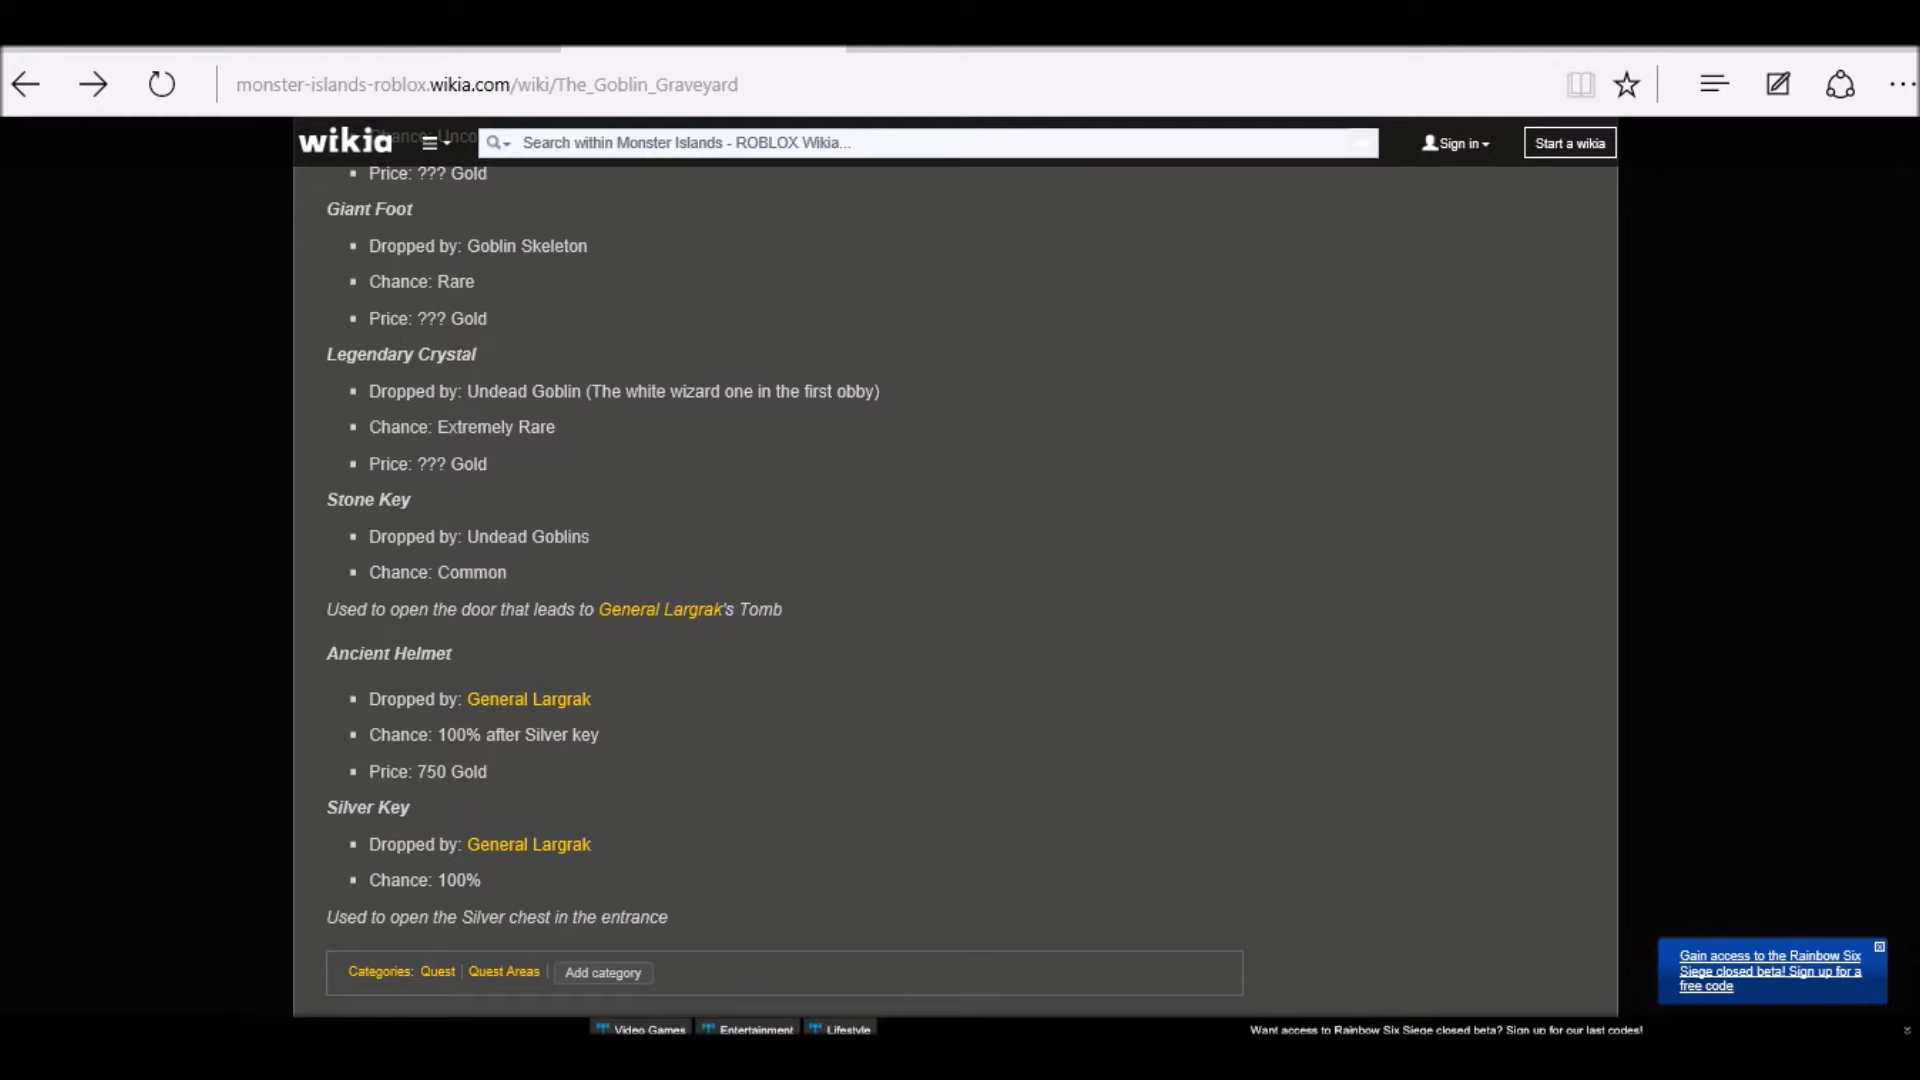 monster-islands-roblox.wikia.com/wiki/The_Goblin_Graveyard
wikia
Chance: Unco
Search within Monster Islands - ROBLOX Wikia...
Sign in
Start a wikia
▪ Price: ??? Gold
Giant Foot
▪ Dropped by: Goblin Skeleton
▪ Chance: Rare
▪ Price: ??? Gold
Legendary Crystal
▪ Dropped by: Undead Goblin (The white wizard one in the first obby)
▪ Chance: Extremely Rare
▪ Price: ??? Gold
Stone Key
▪ Dropped by: Undead Goblins
▪ Chance: Common
Used to open the door that leads to General Largrak's Tomb
Ancient Helmet
▪ Dropped by: General Largrak
▪ Chance: 100% after Silver key
▪ Price: 750 Gold
Silver Key
▪ Dropped by: General Largrak
▪ Chance: 100%
Used to open the Silver chest in the entrance
Categories: Quest | Quest Areas | Add category
Gain access to the Rainbow Six
Siege closed beta! Sign up for a
free code
Video Games
Entertainment
Lifestyle
Want access to Rainbow Six Siege closed beta? Sign up for our last codes!